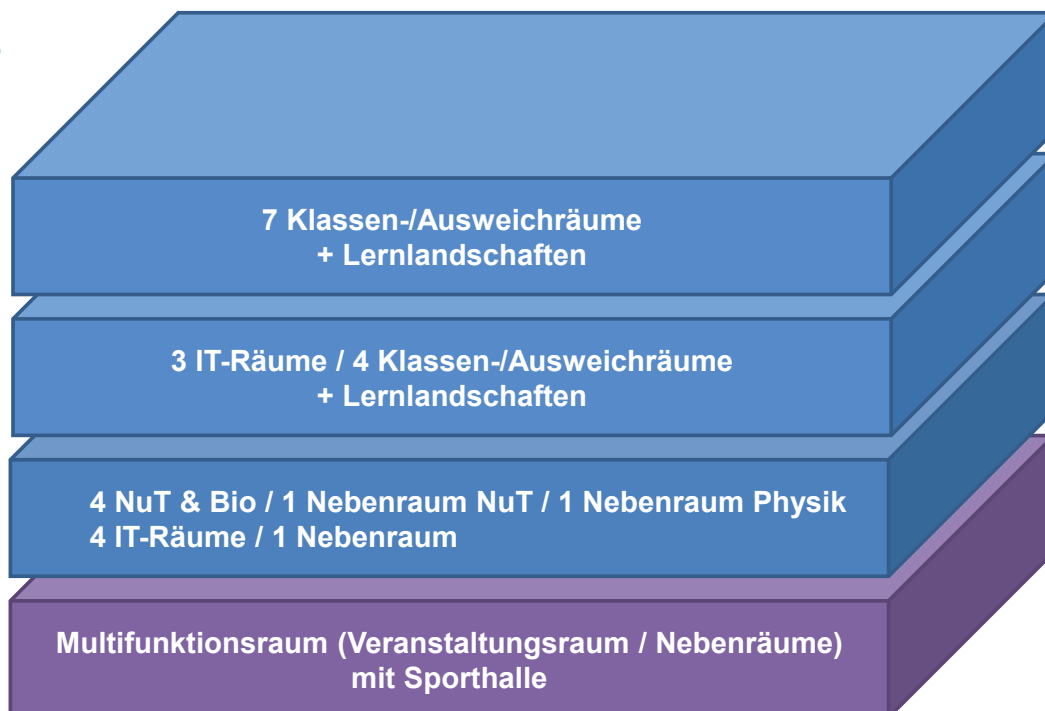 7 Klassen-/Ausweichräume
+ Lernlandschaften
3 IT-Räume / 4 Klassen-/Ausweichräume
+ Lernlandschaften
4 NuT & Bio / 1 Nebenraum NuT / 1 Nebenraum Physik
4 IT-Räume / 1 Nebenraum
Multifunktionsraum (Veranstaltungsraum / Nebenräume)
mit Sporthalle